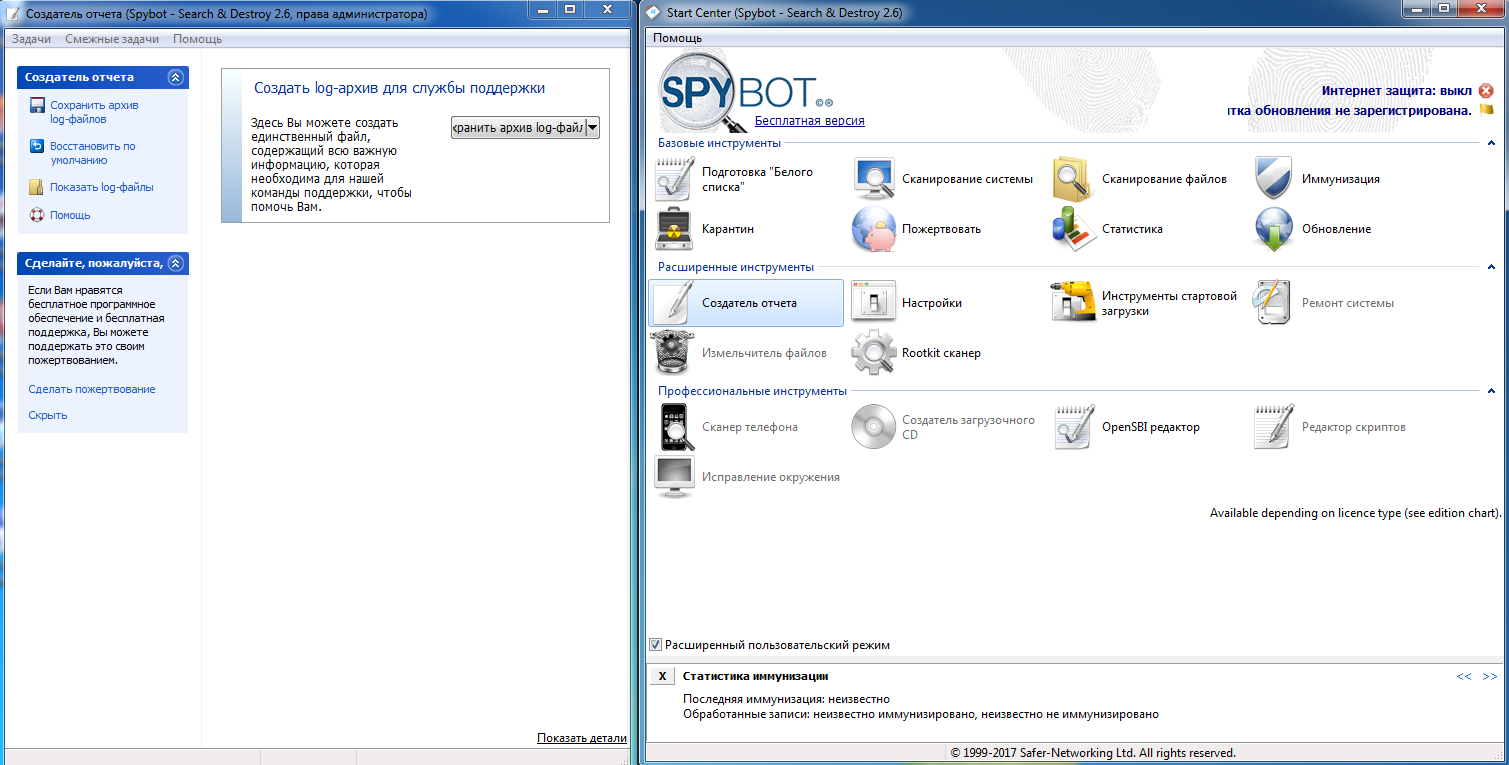 Создатель отчета (Spybot - Search & Destroy 2.6, права администратора)
Задачи Смежные задачи Помощь
Создатель отчета
Сохранить архив
log-файлов
Восстановить по
умолчанию
Показать log-файлы
Помощь
Сделайте, пожалуйста,
Если Вам нравятся
бесплатное программное
обеспечение и бесплатная
поддержка, Вы можете
поддержать это своим
пожертвованием.
Сделать пожертвование
Скрыть
Создать log-архив для службы поддержки
Здесь Вы можете создать
единственный файл,
содержащий всю важную
информацию, которая
необходима для нашей
команды поддержки, чтобы
помочь Вам.
хранить архив log-файл
Показать детали
Start Center (Spybot - Search & Destroy 2.6)
Помощь
SPYBOT
Бесплатная версия
Интернет защита: выкл
тка обновления не зарегистрирована.
Базовые инструменты
Подготовка "Белого
списка"
Сканирование системы
Сканирование файлов
Иммунизация
Карантин
Пожертвовать
Статистика
Обновление
Расширенные инструменты
Создатель отчета
Настройки
Инструменты стартовой
загрузки
Ремонт системы
Измельчитель файлов
Rootkit сканер
Профессиональные инструменты
Сканер телефона
Создатель загрузочного
CD
OpenSBI редактор
Редактор скриптов
Исправление окружения
Available depending on licence type (see edition chart).
Расширенный пользовательский режим
X Статистика иммунизации << >>
Последняя иммунизация: неизвестно
Обработанные записи: неизвестно иммунизировано, неизвестно не иммунизировано
© 1999-2017 Safer-Networking Ltd. All rights reserved.